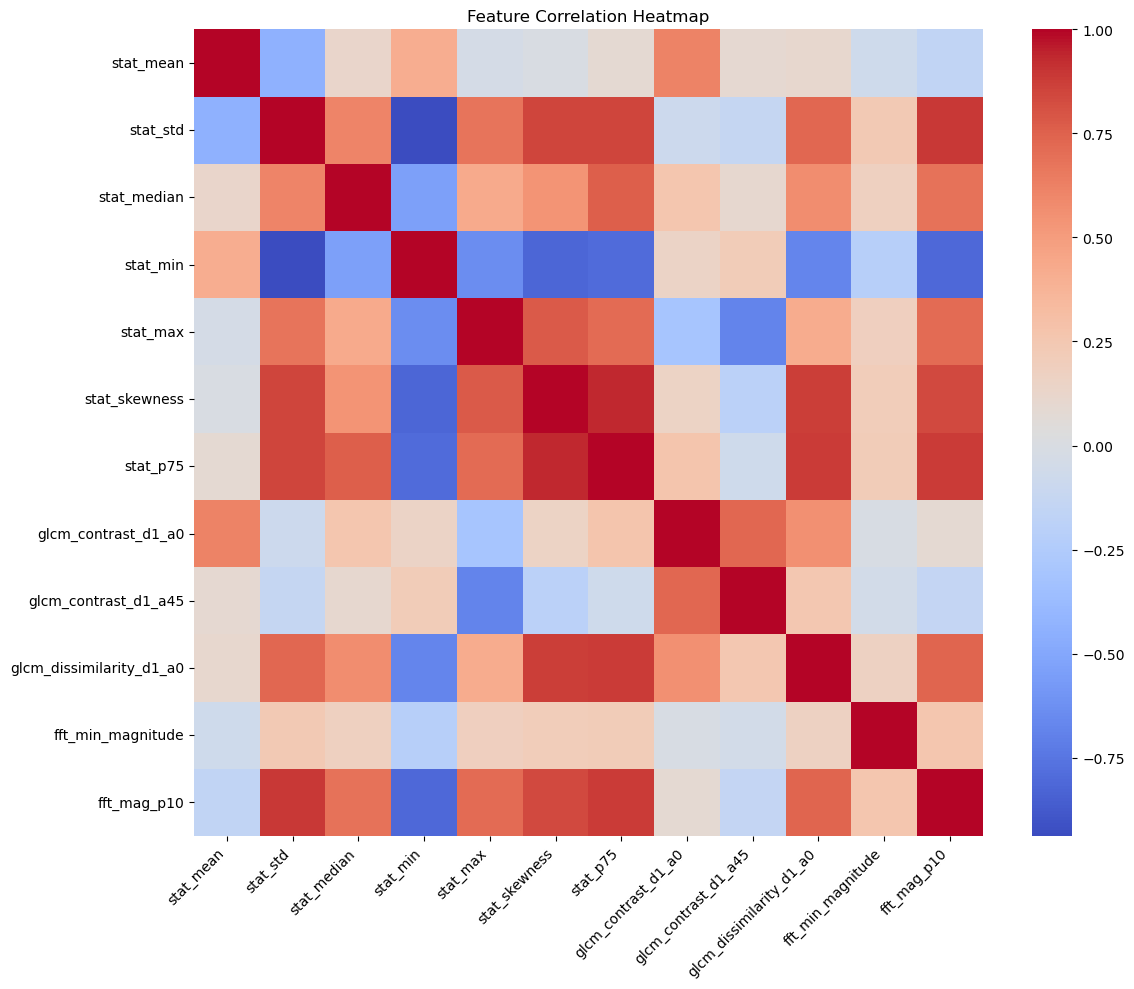 Feature Correlation Heatmap
stat_mean
stat_std
stat_median
stat_min
stat_max
stat_skewness
stat_p75
glcm_contrast_d1_a0
glcm_contrast_d1_a45
glcm_dissimilarity_d1_a0
fft_min_magnitude
fft_mag_p10
stat_mean
stat_std
stat_median
stat_min
stat_max
stat_skewness
stat_p75
glcm_contrast_d1_a0
glcm_contrast_d1_a45
glcm_dissimilarity_d1_a0
fft_min_magnitude
fft_mag_p10
1.00
0.75
0.50
0.25
0.00
−0.25
−0.50
−0.75